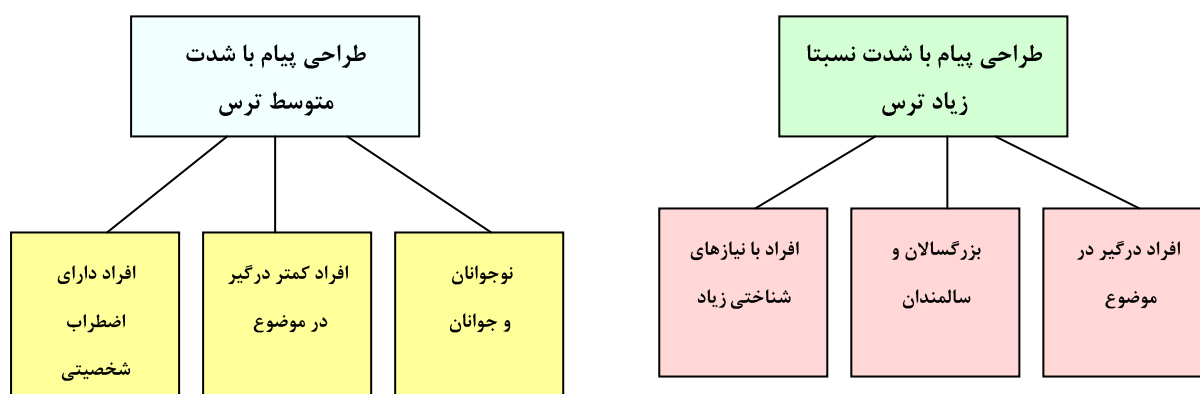 طراحی پیام با شدت نسبتا
زیاد ترس
طراحی پیام با شدت
متوسط ترس
افراد درگیر در
موضوع
بزرگسالان و
سالمندان
افراد با نیازهای
شناختی زیاد
نوجوانان
و جوانان
افراد کمتر درگیر
در موضوع
افراد دارای
اضطراب
شخصیتی